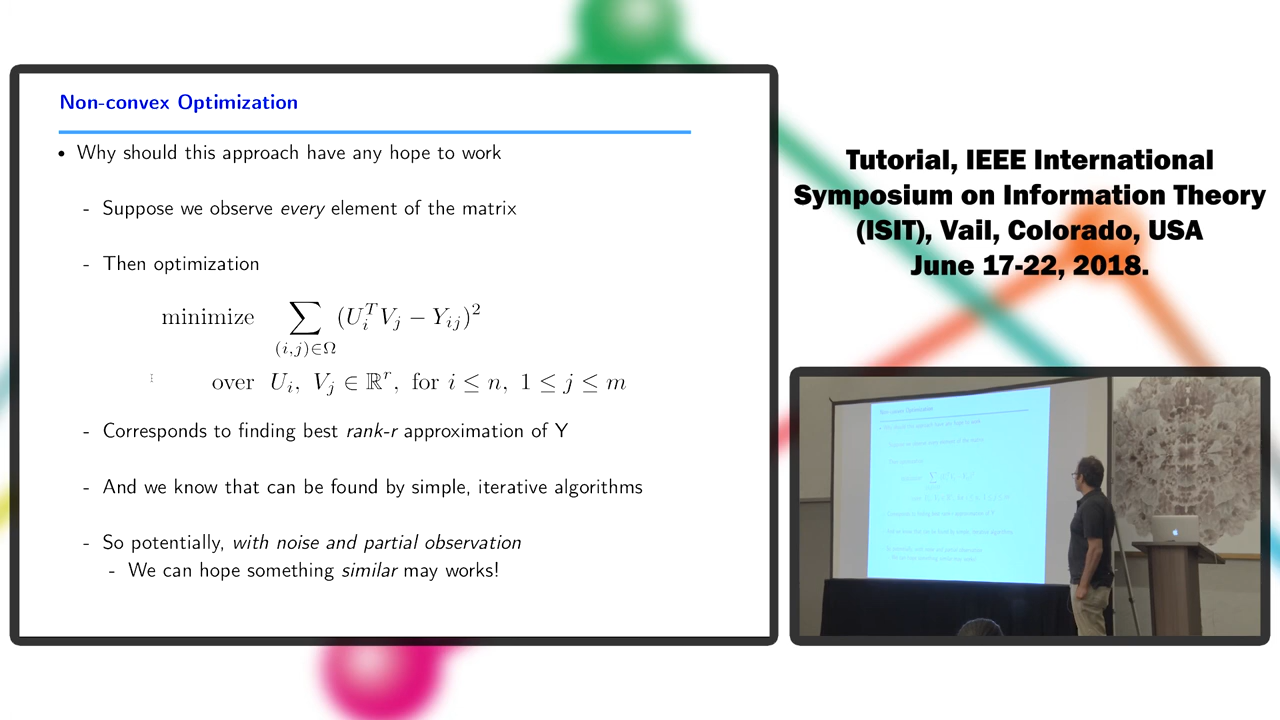 Non-convex Optimization
• Why should this approach have any hope to work
- Suppose we observe every element of the matrix
- Then optimization
minimize ∑_{(i,j)∈Ω} (U_i^T V_j − Y_{ij})^2
over U_i, V_j ∈ ℝ^r, for i ≤ n, 1 ≤ j ≤ m
- Corresponds to finding best rank-r approximation of Y
- And we know that can be found by simple, iterative algorithms
- So potentially, with noise and partial observation
- We can hope something similar may works!
Tutorial, IEEE International
Symposium on Information Theory
(ISIT), Vail, Colorado, USA
June 17-22, 2018.
Non-convex Optimization